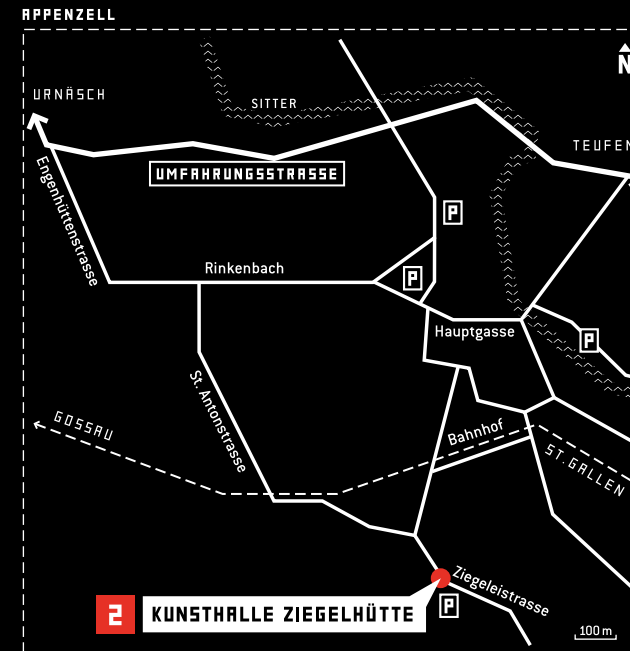 APPENZELL
N
URNÄSCH
SITTER
TEUFEN
UMFAHRUNGSSTRASSE
Engenhüttenstrasse
P
Rinkenbach
P
Hauptgasse
P
St. Antonstrasse
GOSSAU
Bahnhof
ST. GALLEN
Ziegeleistrasse
2 KUNSTHALLE ZIEGELHÜTTE
P
100 m